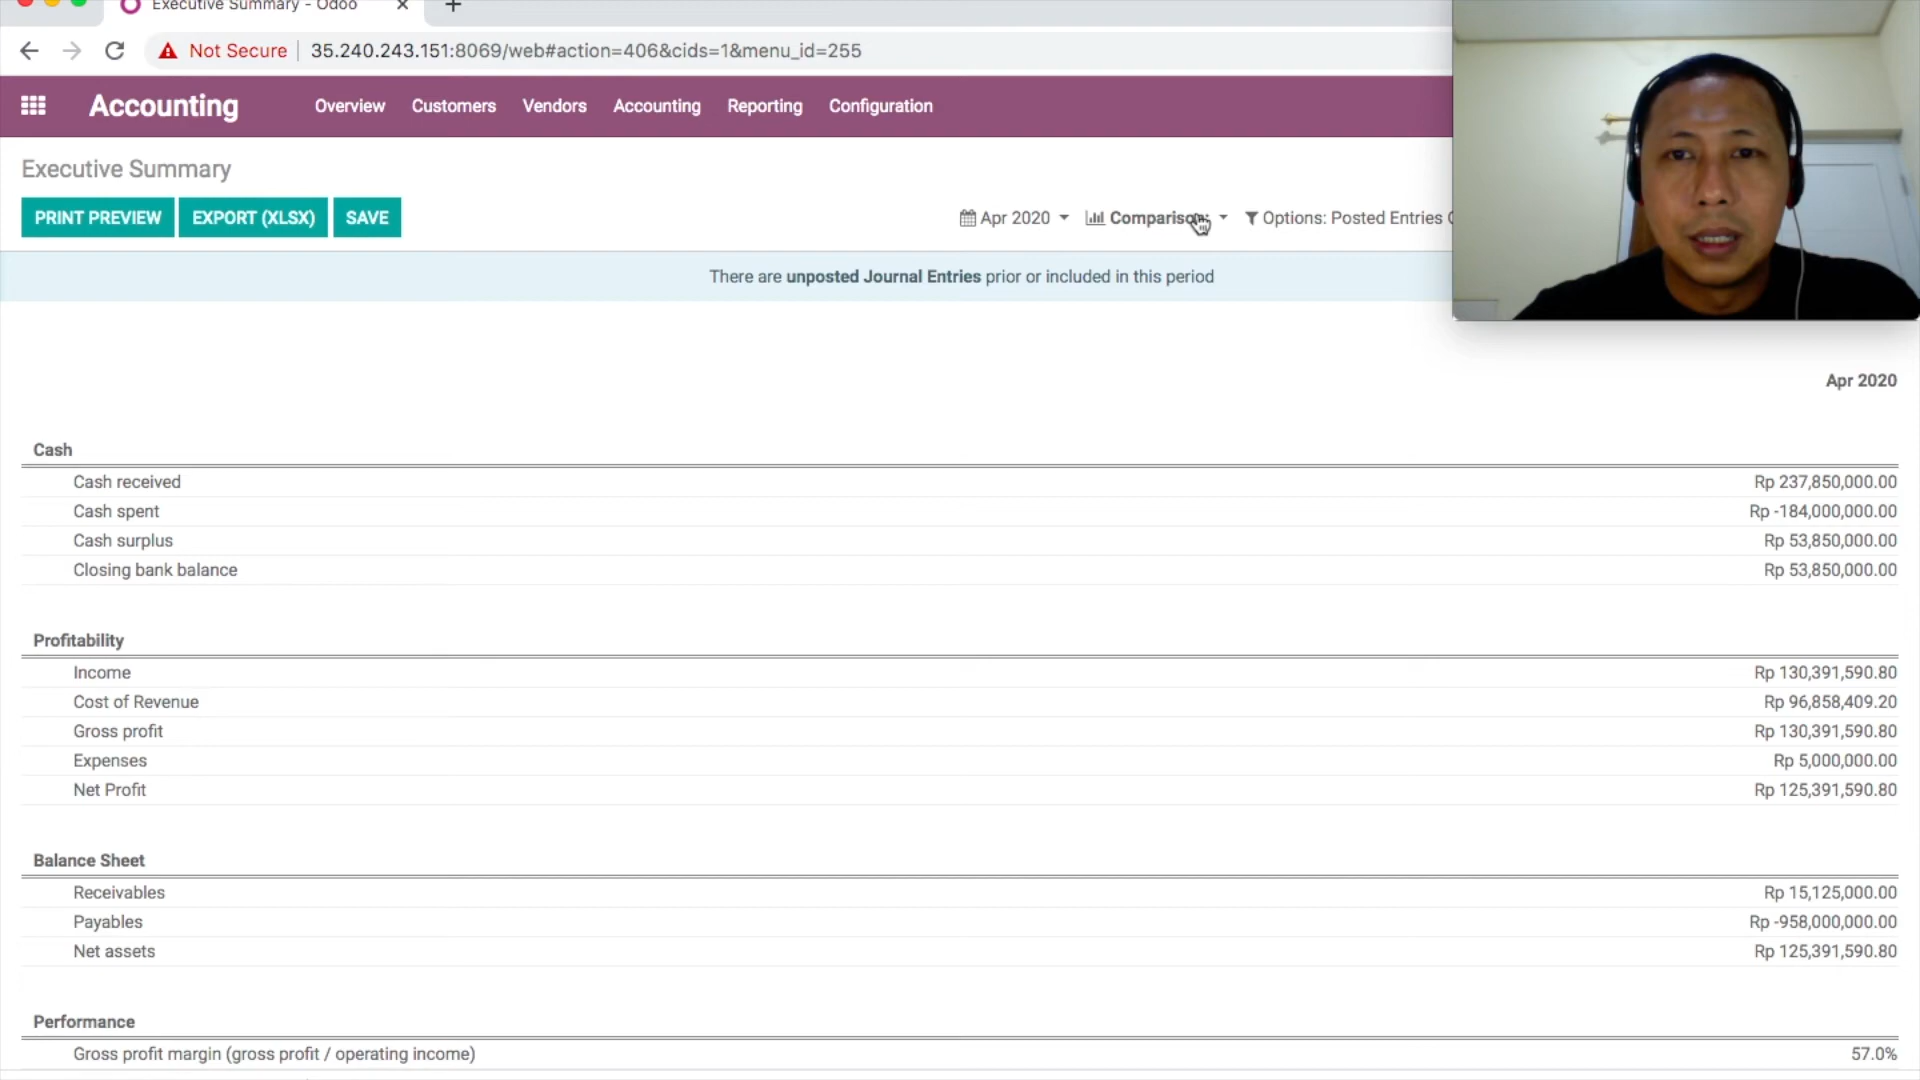 Executive Summary - Odoo
Not Secure 35.240.243.151:8069/web#action=406&cids=1&menu_id=255
Accounting Overview Customers Vendors Accounting Reporting Configuration
Executive Summary
PRINT PREVIEW EXPORT (XLSX) SAVE Apr 2020 Comparison: Options: Posted Entries
There are unposted Journal Entries prior or included in this period
Apr 2020
Cash
Cash received Rp 237,850,000.00
Cash spent Rp -184,000,000.00
Cash surplus Rp 53,850,000.00
Closing bank balance Rp 53,850,000.00
Profitability
Income Rp 130,391,590.80
Cost of Revenue Rp 96,858,409.20
Gross profit Rp 130,391,590.80
Expenses Rp 5,000,000.00
Net Profit Rp 125,391,590.80
Balance Sheet
Receivables Rp 15,125,000.00
Payables Rp -958,000,000.00
Net assets Rp 125,391,590.80
Performance
Gross profit margin (gross profit / operating income) 57.0%